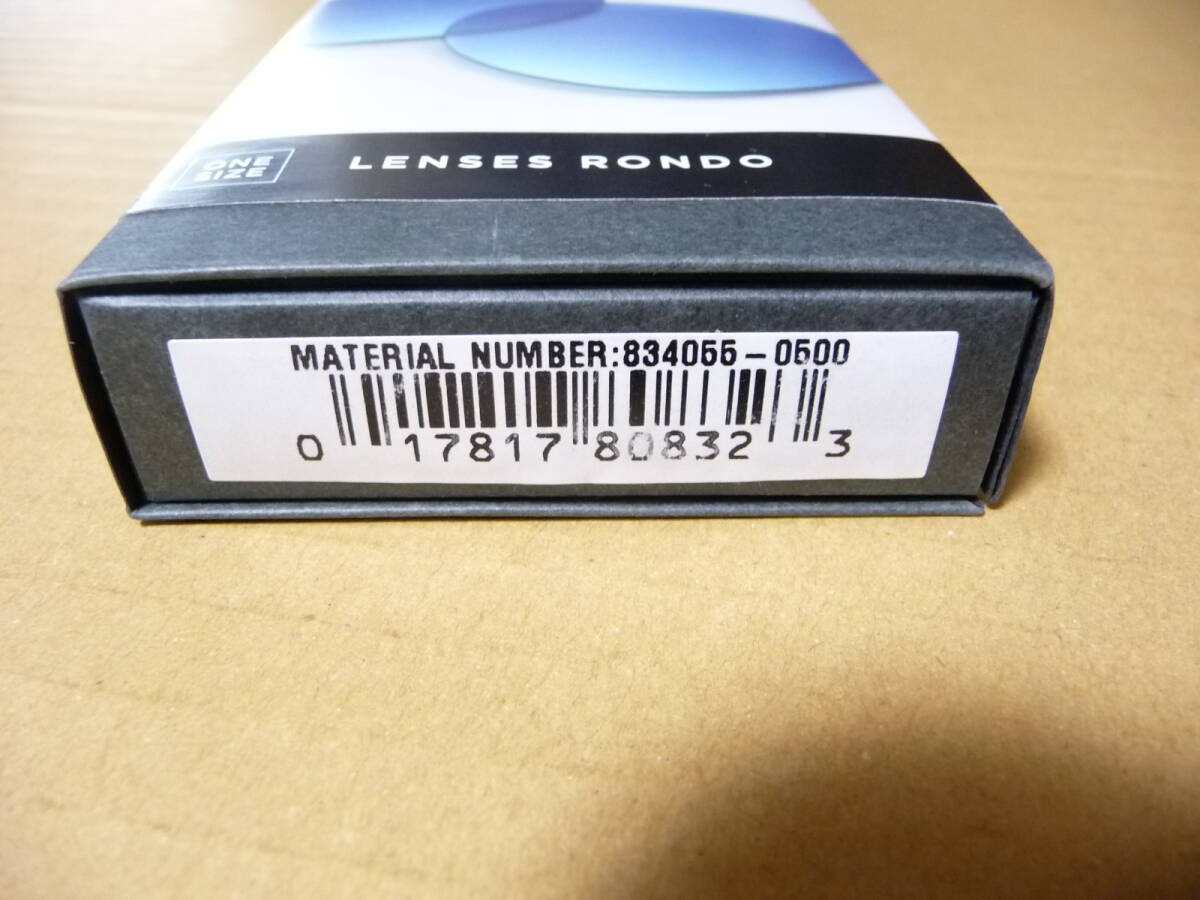 ONE
SIZE
LENSES RONDO
MATERIAL NUMBER:834055-0500
0 17817 80832 3